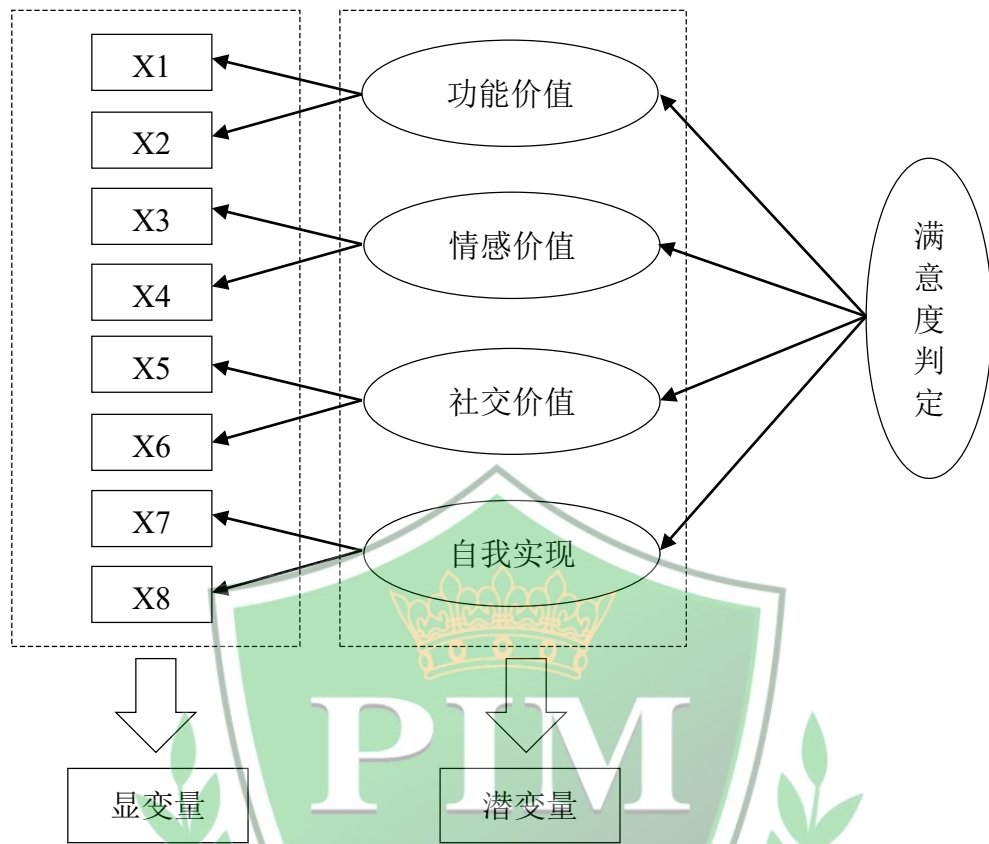 X1
X2
X3
X4
X5
X6
X7
X8
功能价值
情感价值
社交价值
自我实现
满
意
度
判
定
显变量
潜变量
PIM